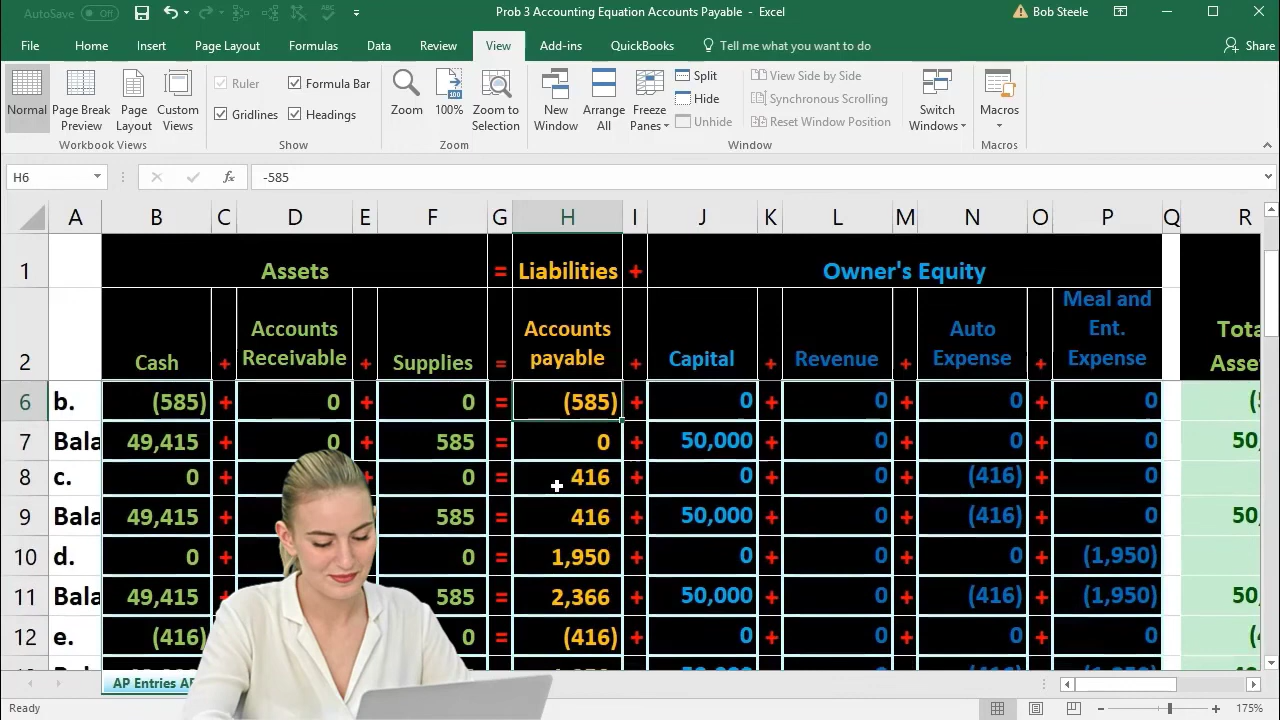 AutoSave Off Prob 3 Accounting Equation Accounts Payable - Excel Bob Steele
File Home Insert Page Layout Formulas Data Review View Add-ins QuickBooks Tell me what you want to do Share
Normal Page Break Preview Page Layout Custom Views
Workbook Views
Ruler Formula Bar
Gridlines Headings
Show
Zoom 100% Zoom to Selection
Zoom
New Window Arrange All Freeze Panes
Split
Hide
Unhide
View Side by Side
Synchronous Scrolling
Reset Window Position
Window
Switch Windows
Macros
Macros
H6 fx -585
A B C D E F G H I J K L M N O P Q R
1 Assets = Liabilities + Owner's Equity
2 Cash + Accounts Receivable + Supplies = Accounts payable + Capital + Revenue + Auto Expense + Meal and Ent. Expense
6 b. (585) + 0 + 0 = (585) + 0 + 0 + 0 + 0
7 Bala 49,415 + 0 + 585 = 0 + 50,000 + 0 + 0 + 0 50,
8 c. 0 + 0 = 416 + 0 + 0 + (416) + 0
9 Bala 49,415 + 585 = 416 + 50,000 + 0 + (416) + 0 50,
10 d. 0 + 0 = 1,950 + 0 + 0 + 0 + (1,950)
11 Bala 49,415 + 585 = 2,366 + 50,000 + 0 + (416) + (1,950) 50,
12 e. (416) 0 = (416) + 0 + 0 + 0 + 0
AP Entries
Ready 175%